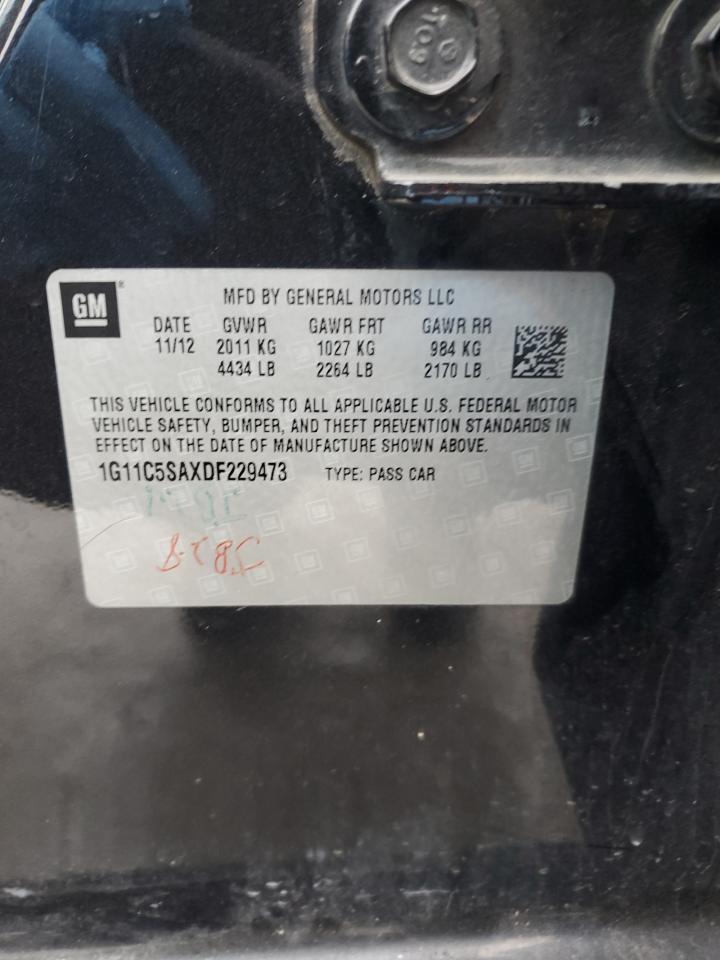 GM®
MFD BY GENERAL MOTORS LLC
DATE GVWR GAWR FRT GAWR RR
11/12 2011 KG 1027 KG 984 KG
4434 LB 2264 LB 2170 LB
THIS VEHICLE CONFORMS TO ALL APPLICABLE U.S. FEDERAL MOTOR
VEHICLE SAFETY, BUMPER, AND THEFT PREVENTION STANDARDS IN
EFFECT ON THE DATE OF MANUFACTURE SHOWN ABOVE.
1G11C5SAXDF229473 TYPE: PASS CAR